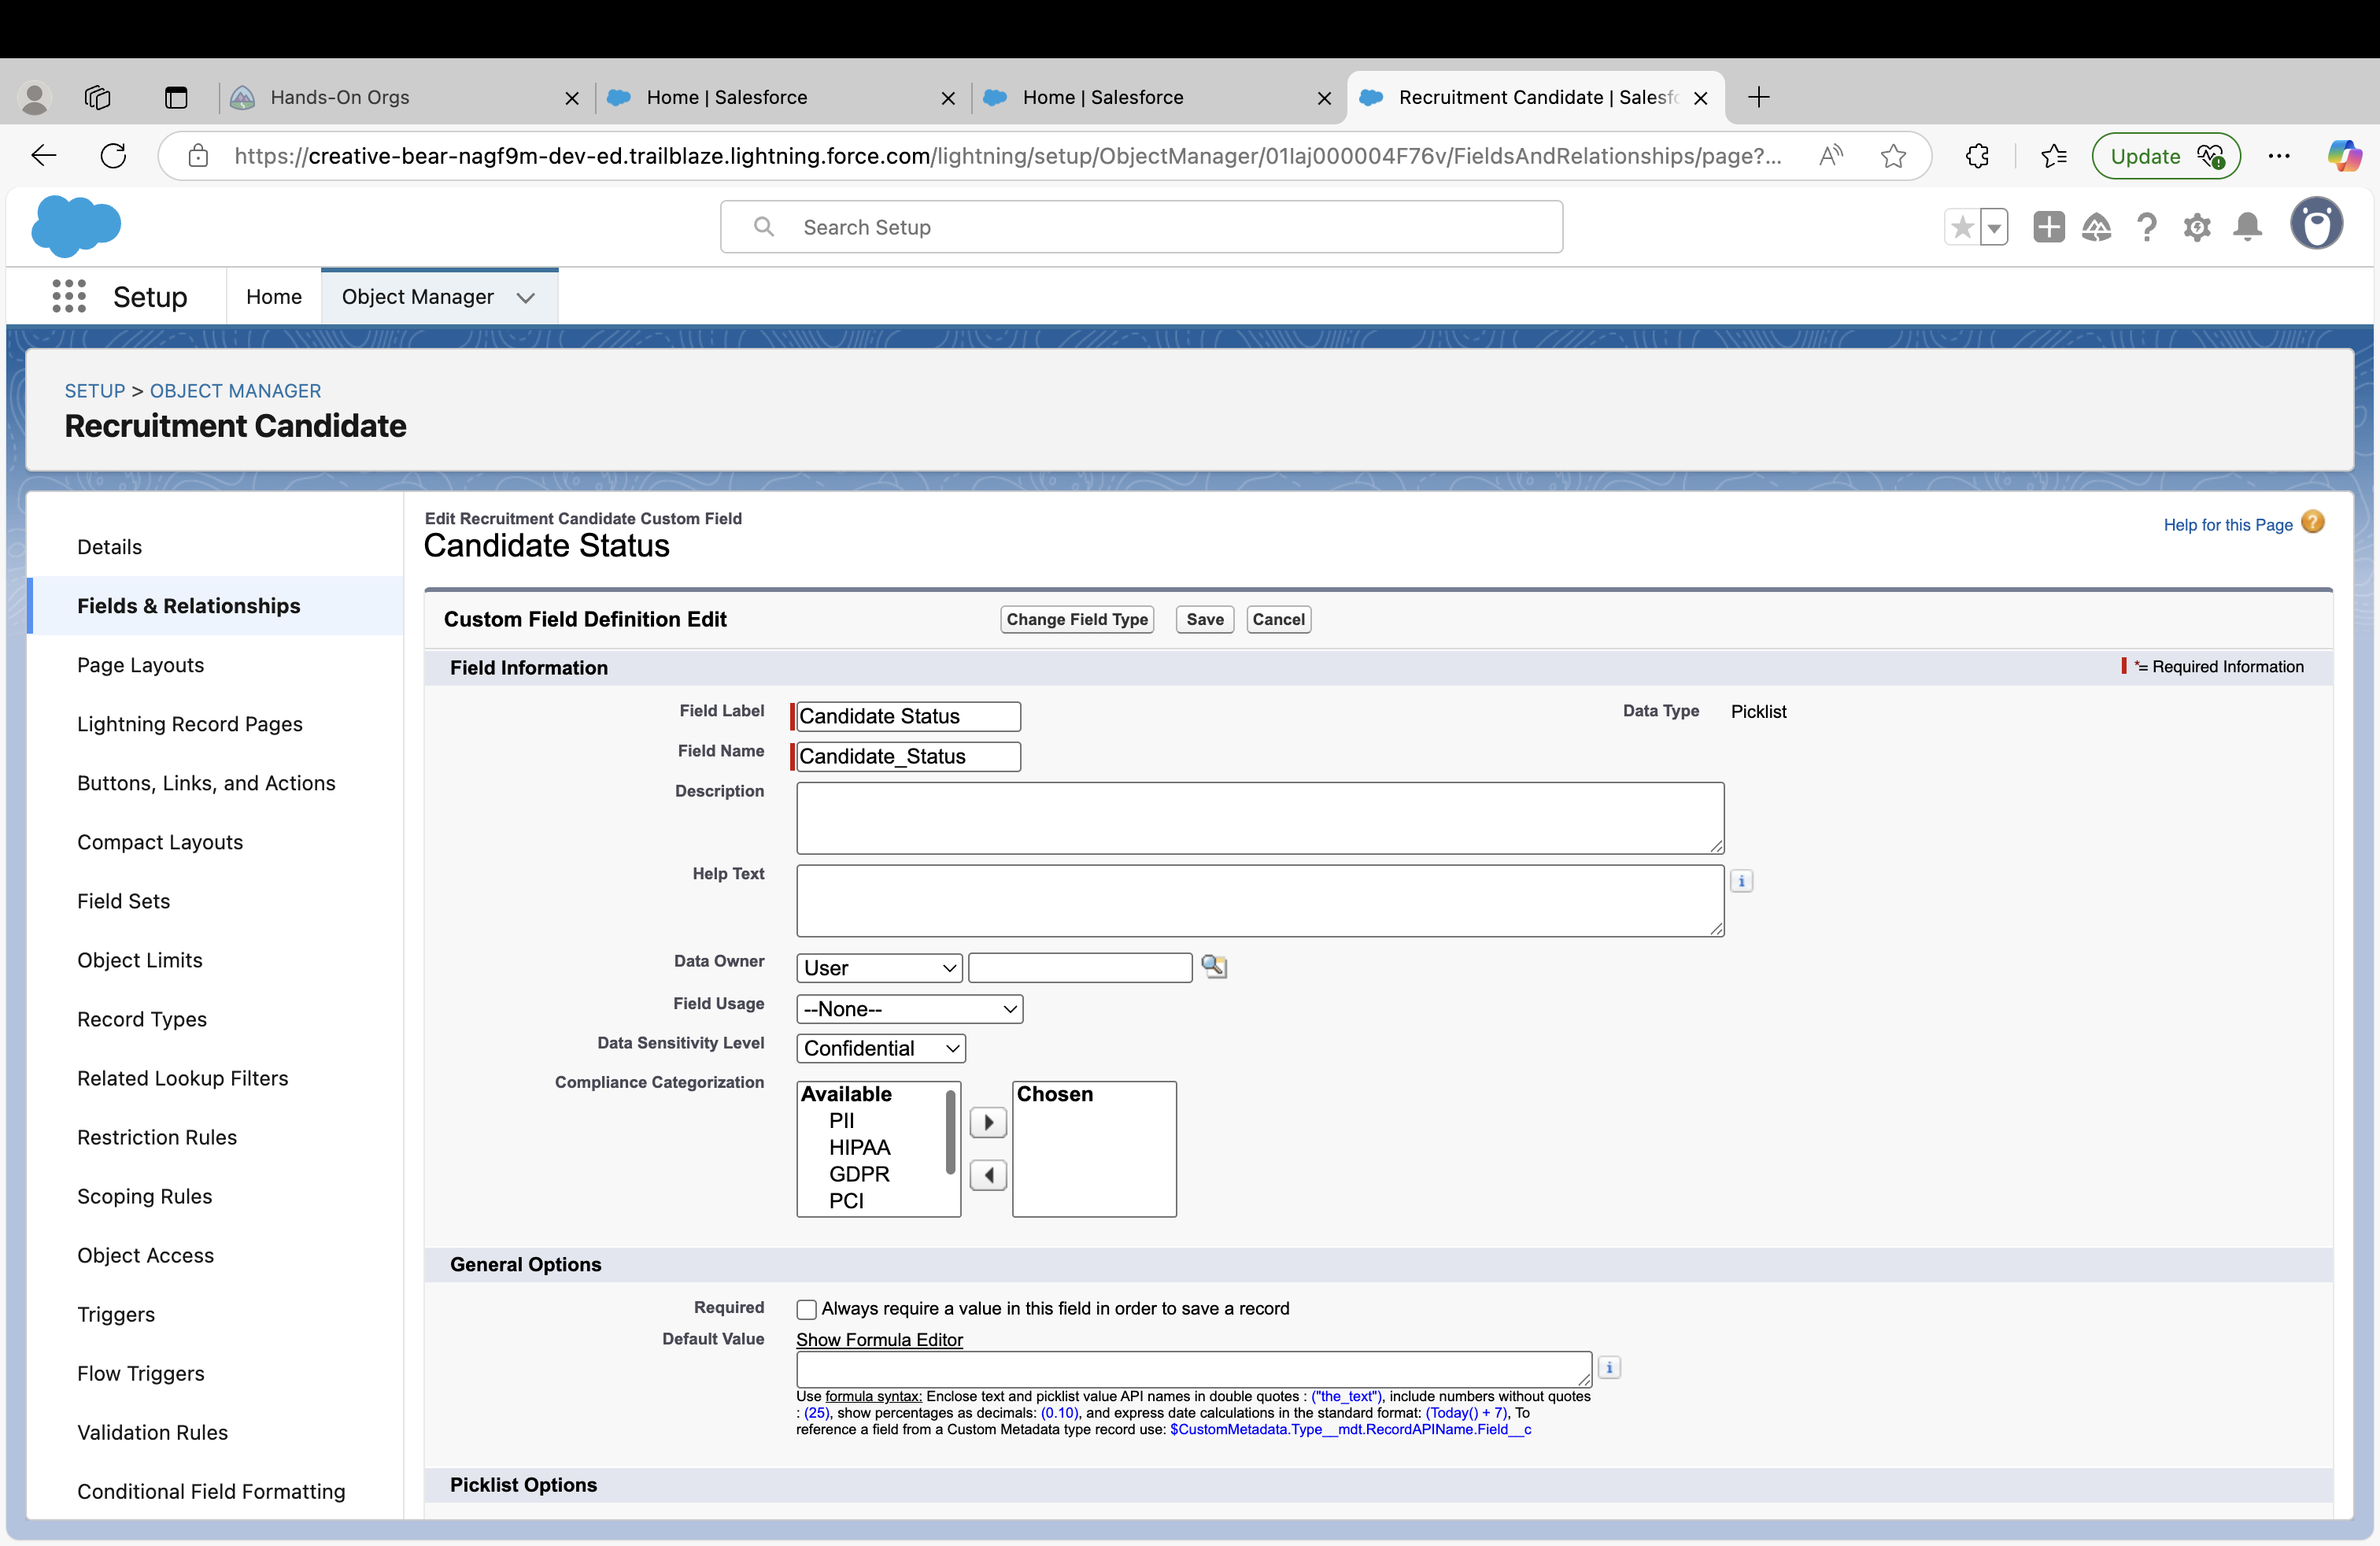 Hands-On Orgs
Home | Salesforce
Home | Salesforce
Recruitment Candidate | Salesfo
https://creative-bear-nagf9m-dev-ed.trailblaze.lightning.force.com/lightning/setup/ObjectManager/01Iaj000004F76v/FieldsAndRelationships/page?...
Update
Search Setup
Setup
Home
Object Manager
SETUP > OBJECT MANAGER
Recruitment Candidate
Details
Fields & Relationships
Page Layouts
Lightning Record Pages
Buttons, Links, and Actions
Compact Layouts
Field Sets
Object Limits
Record Types
Related Lookup Filters
Restriction Rules
Scoping Rules
Object Access
Triggers
Flow Triggers
Validation Rules
Conditional Field Formatting
Edit Recruitment Candidate Custom Field
Candidate Status
Help for this Page
Custom Field Definition Edit
Change Field Type
Save
Cancel
Field Information
*= Required Information
Field Label
Candidate Status
Data Type
Picklist
Field Name
Candidate_Status
Description
Help Text
Data Owner
User
Field Usage
--None--
Data Sensitivity Level
Confidential
Compliance Categorization
Available
PII
HIPAA
GDPR
PCI
Chosen
General Options
Required
Always require a value in this field in order to save a record
Default Value
Show Formula Editor
Use formula syntax: Enclose text and picklist value API names in double quotes : ("the_text"), include numbers without quotes
: (25), show percentages as decimals: (0.10), and express date calculations in the standard format: (Today() + 7), To
reference a field from a Custom Metadata type record use: $CustomMetadata.Type__mdt.RecordAPIName.Field__c
Picklist Options